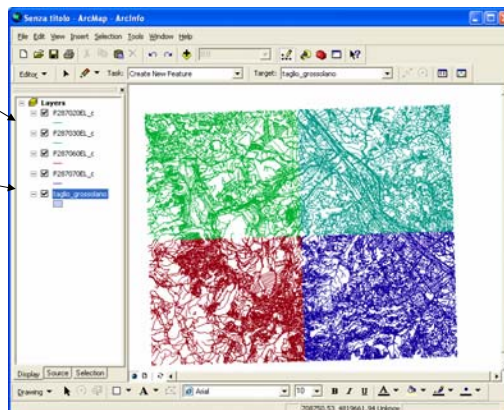 Senza titolo - ArcMap - ArcInfo
File Edit View Insert Selection Tools Window Help
Editor Task: Create New Feature Target: taglio_grossolano
Layers
F287020EL_c
F287030EL_c
F287060EL_c
F287070EL_c
taglio_grossolano
Display Source Selection
Drawing A Arial 10 B I U A